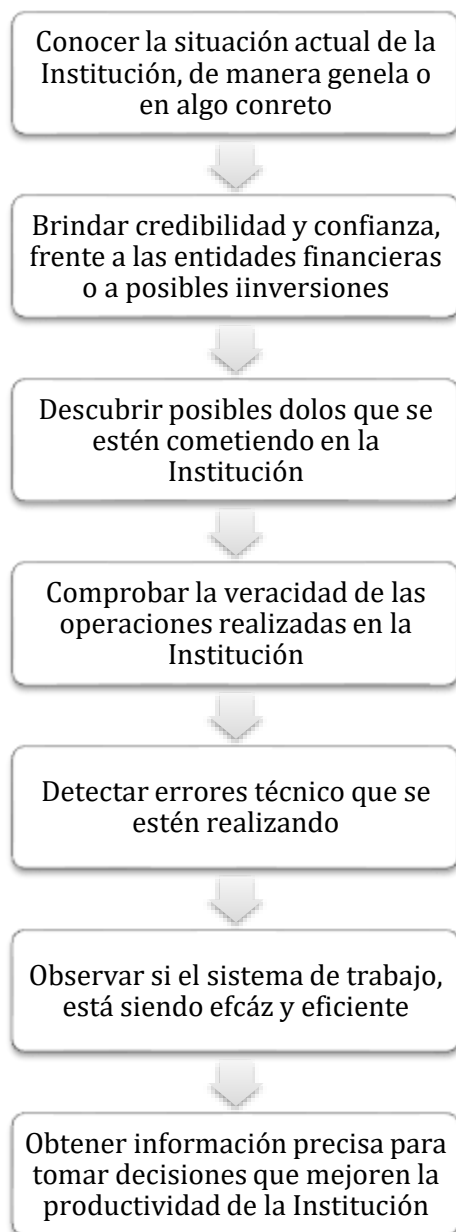 Conocer la situación actual de la
Institución, de manera genela o
en algo conreto
Brindar credibilidad y confianza,
frente a las entidades financieras
o a posibles iinversiones
Descubrir posibles dolos que se
estén cometiendo en la
Institución
Comprobar la veracidad de las
operaciones realizadas en la
Institución
Detectar errores técnico que se
estén realizando
Observar si el sistema de trabajo,
está siendo efcáz y eficiente
Obtener información precisa para
tomar decisiones que mejoren la
productividad de la Institución